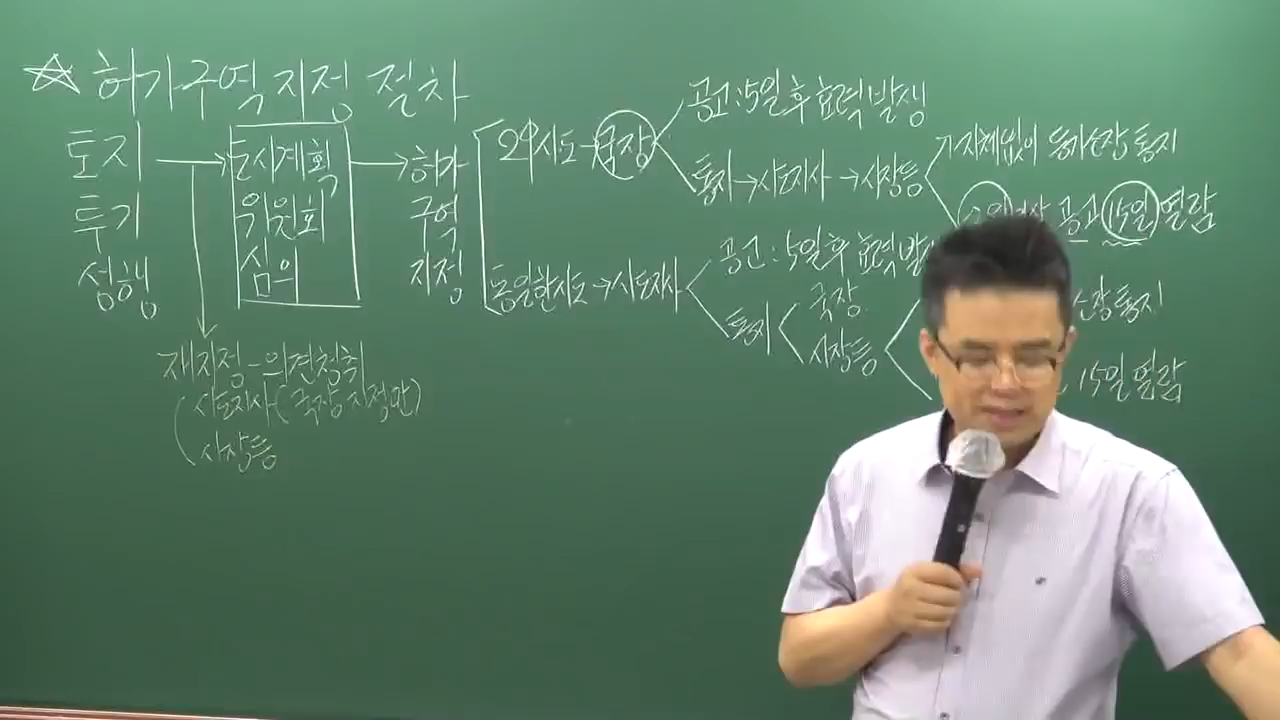 ☆ 허가구역 지정 절차
토지 투기 성행 → 도시계획 위원회 심의 → 허가 구역 지정
재지정 - 의견청취
시도지사(국장 지정만)
시장등
2이상 시도 - 국장
공고 : 5일 후 효력 발생
통지 → 시도지사 → 시장등
지체없이 등기소장 통지
7일이상 공고 15일 열람
동일한 시도 → 시도지사
공고 : 5일 후 효력 발
통지
국장
시장등
소장 통지
15일 열람